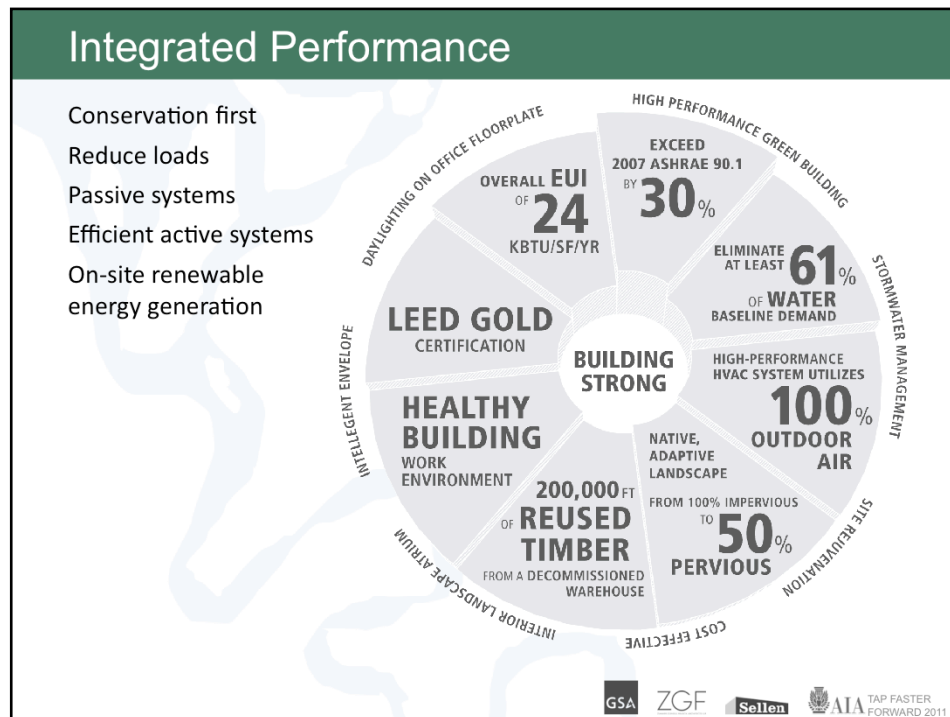 Integrated Performance
Conservation first
Reduce loads
Passive systems
Efficient active systems
On-site renewable
energy generation
HIGH PERFORMANCE GREEN BUILDING
STORMWATER MANAGEMENT
SITE REJUVENATION
COST EFFECTIVE
INTERIOR LANDSCAPE ATRIUM
INTELLEGENT ENVELOPE
DAYLIGHTING ON OFFICE FLOORPLATE
EXCEED
2007 ASHRAE 90.1
BY 30%
ELIMINATE
AT LEAST 61%
OF WATER
BASELINE DEMAND
HIGH-PERFORMANCE
HVAC SYSTEM UTILIZES
100%
OUTDOOR
AIR
NATIVE,
ADAPTIVE
LANDSCAPE
FROM 100% IMPERVIOUS
TO 50%
PERVIOUS
200,000 FT
OF REUSED
TIMBER
FROM A DECOMMISSIONED
WAREHOUSE
HEALTHY
BUILDING
WORK
ENVIRONMENT
LEED GOLD
CERTIFICATION
OVERALL EUI
OF 24
KBTU/SF/YR
BUILDING
STRONG
GSA
ZGF
Sellen
AIA
TAP FASTER
FORWARD 2011